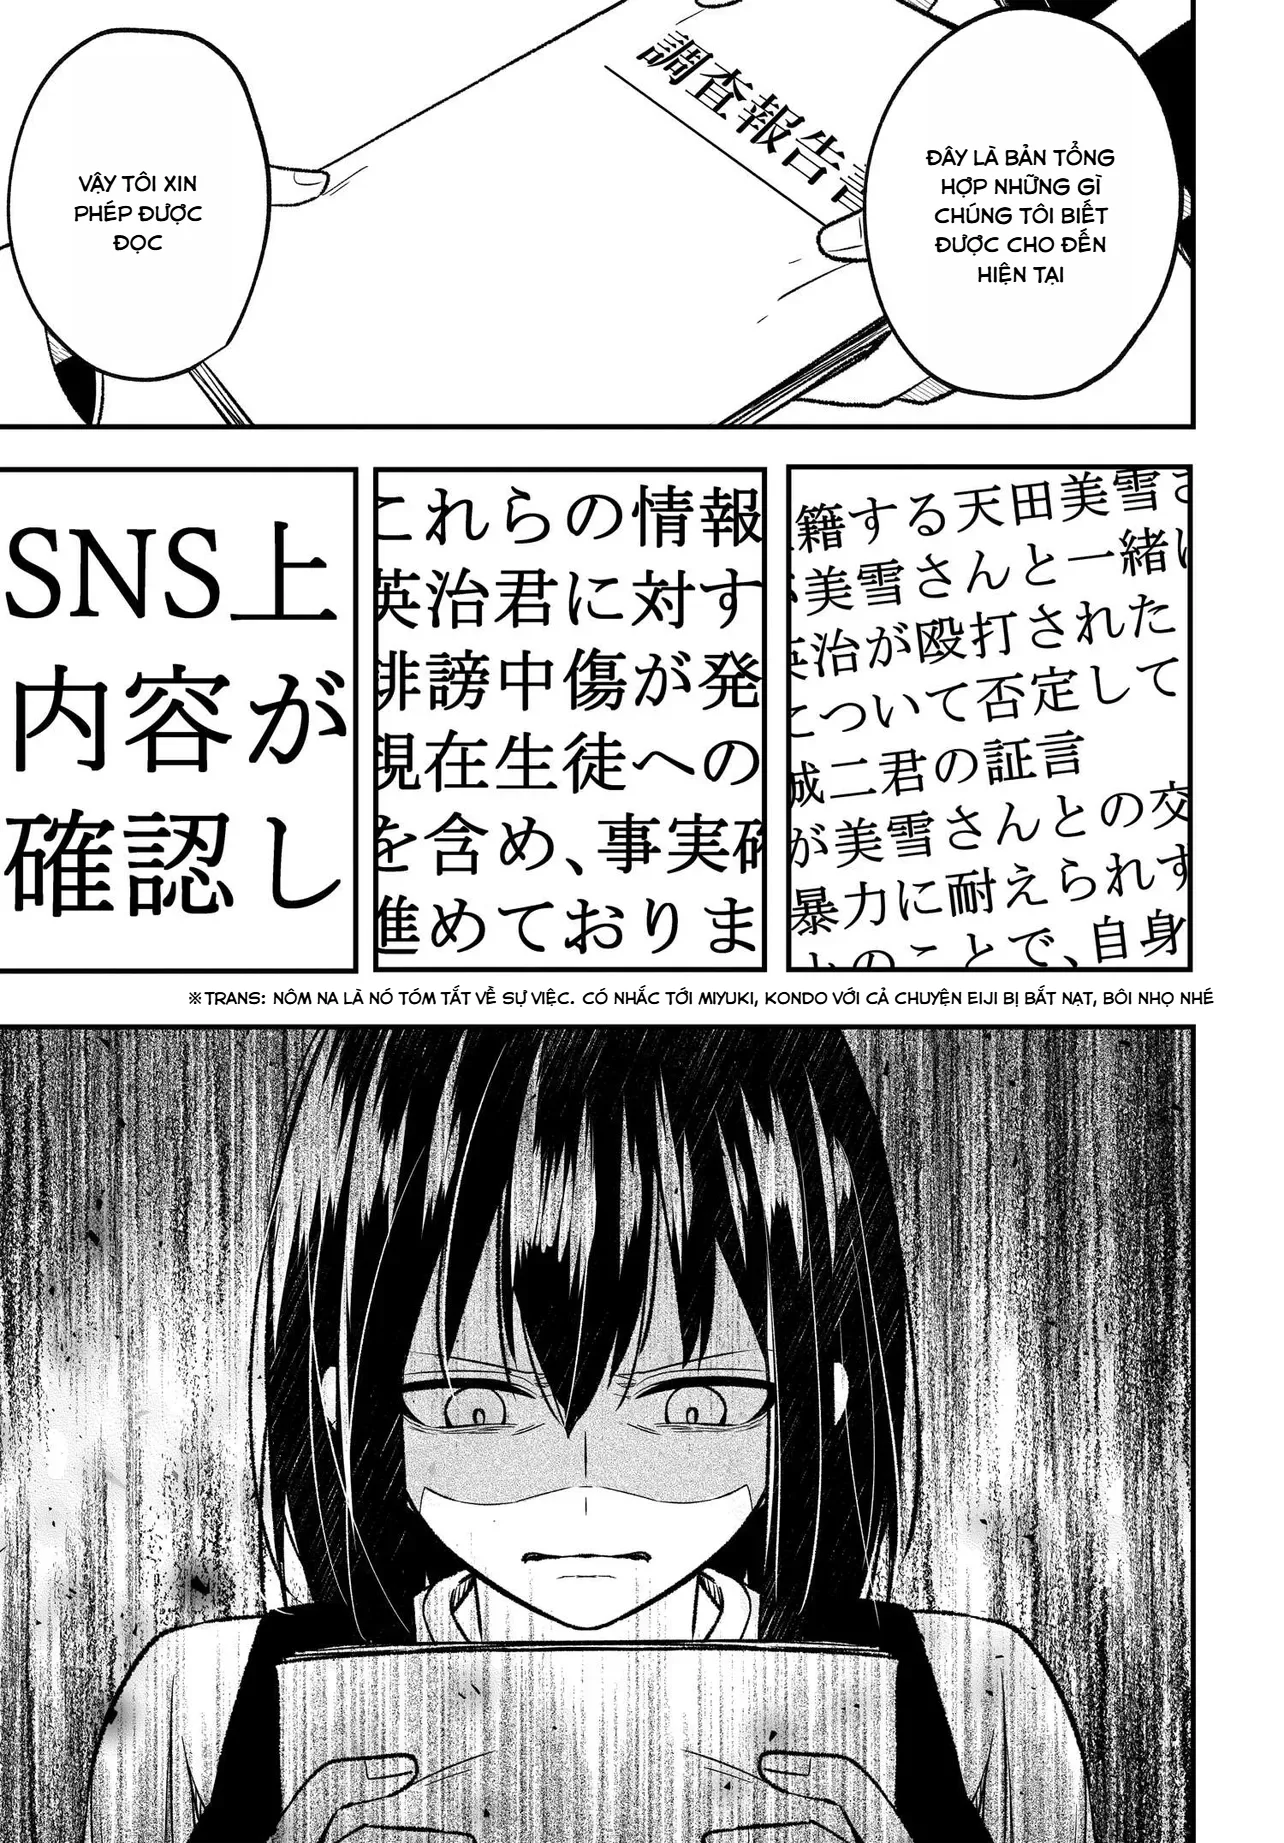 調査報告書
ĐÂY LÀ BẢN TỔNG
HỢP NHỮNG GÌ
CHÚNG TÔI BIẾT
ĐƯỢC CHO ĐẾN
HIỆN TẠI
VẬY TÔI XIN
PHÉP ĐƯỢC
ĐỌC
籍する天田美雪さ
美雪さんと一緒に
英治が殴打された
について否定して
城二君の証言
が美雪さんとの交
暴力に耐えられず
とのことで、自身
これらの情報
英治君に対す
誹謗中傷が発
現在生徒への
を含め、事実確
進めておりま
SNS上
内容が
確認し
※TRANS: NÔM NA LÀ NÓ TÓM TẮT VỀ SỰ VIỆC. CÓ NHẮC TỚI MIYUKI, KONDO VỚI CẢ CHUYỆN EIJI BỊ BẮT NẠT, BÔI NHỌ NHÉ